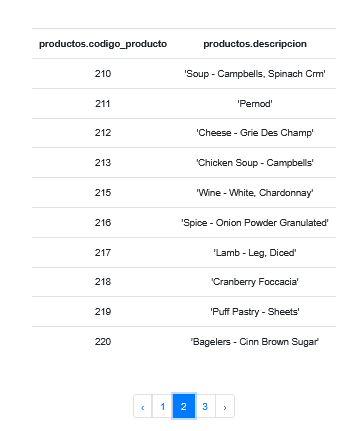 productos.codigo_producto productos.descripcion
210 'Soup - Campbells, Spinach Crm'
211 'Pernod'
212 'Cheese - Grie Des Champ'
213 'Chicken Soup - Campbells'
215 'Wine - White, Chardonnay'
216 'Spice - Onion Powder Granulated'
217 'Lamb - Leg, Diced'
218 'Cranberry Foccacia'
219 'Puff Pastry - Sheets'
220 'Bagelers - Cinn Brown Sugar'
‹ 1 2 3 ›